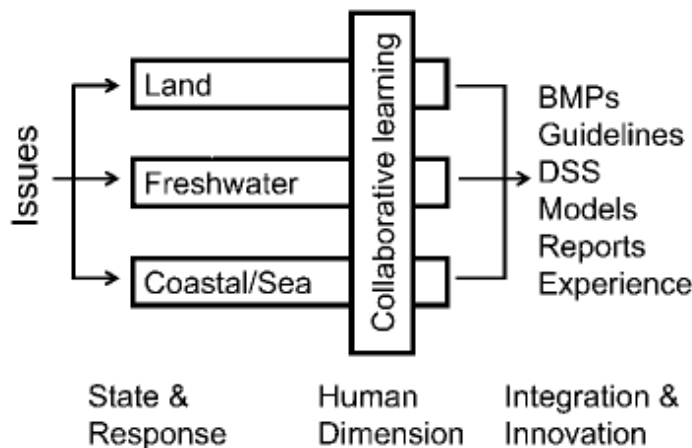 Issues
Land
Freshwater
Coastal/Sea
Collaborative learning
BMPs
Guidelines
DSS
Models
Reports
Experience
State &
Response
Human
Dimension
Integration &
Innovation